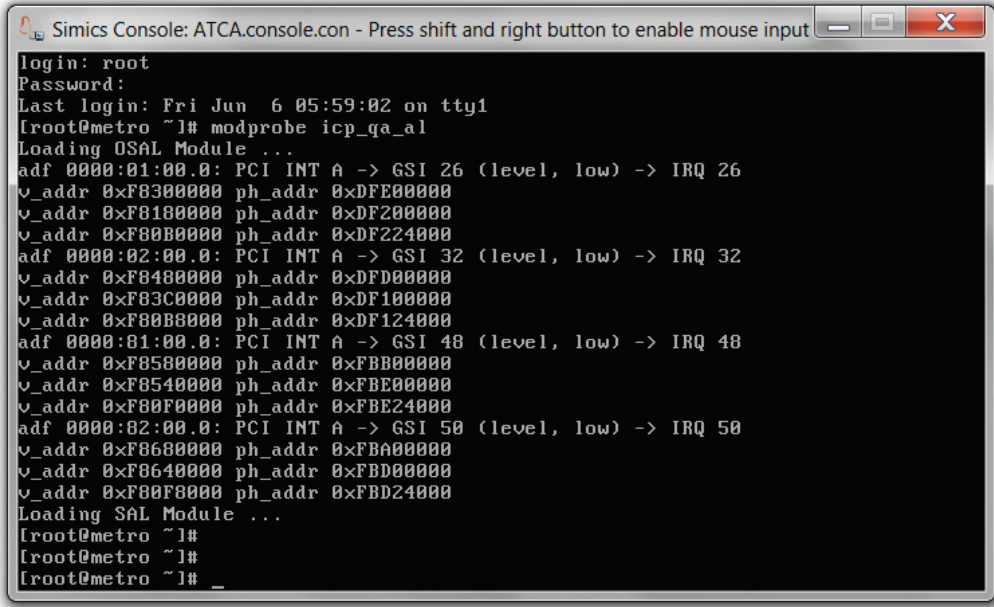 Simics Console: ATCA.console.con - Press shift and right button to enable mouse input
login: root
Password:
Last login: Fri Jun  6 05:59:02 on tty1
[root@metro ~]# modprobe icp_qa_al
Loading OSAL Module ...
adf 0000:01:00.0: PCI INT A -> GSI 26 (level, low) -> IRQ 26
v_addr 0xF8300000 ph_addr 0xDFE00000
v_addr 0xF8180000 ph_addr 0xDF200000
v_addr 0xF80B0000 ph_addr 0xDF224000
adf 0000:02:00.0: PCI INT A -> GSI 32 (level, low) -> IRQ 32
v_addr 0xF8480000 ph_addr 0xDFD00000
v_addr 0xF83C0000 ph_addr 0xDF100000
v_addr 0xF80B8000 ph_addr 0xDF124000
adf 0000:81:00.0: PCI INT A -> GSI 48 (level, low) -> IRQ 48
v_addr 0xF8580000 ph_addr 0xFBB00000
v_addr 0xF8540000 ph_addr 0xFBE00000
v_addr 0xF80F0000 ph_addr 0xFBE24000
adf 0000:82:00.0: PCI INT A -> GSI 50 (level, low) -> IRQ 50
v_addr 0xF8680000 ph_addr 0xFBA00000
v_addr 0xF8640000 ph_addr 0xFBD00000
v_addr 0xF80F8000 ph_addr 0xFBD24000
Loading SAL Module ...
[root@metro ~]#
[root@metro ~]#
[root@metro ~]# _